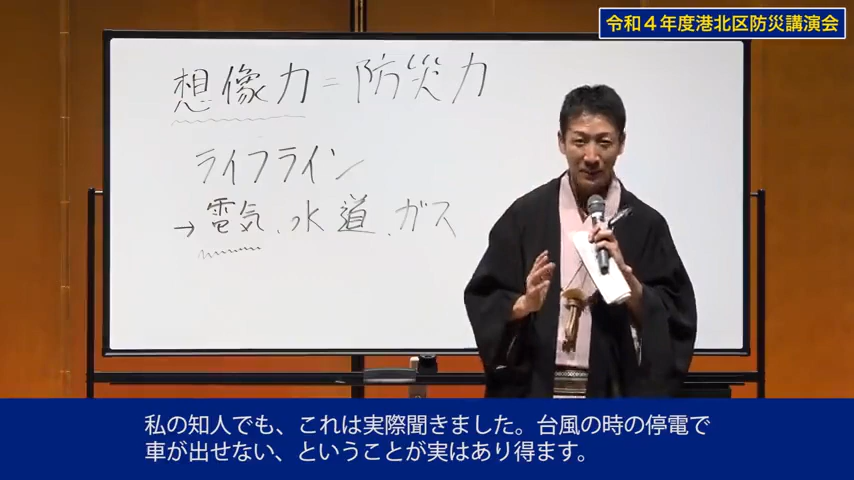 令和４年度港北区防災講演会
想像力＝防災力
ライフライン
→電気、水道、ガス
私の知人でも、これは実際聞きました。台風の時の停電で
車が出せない、ということが実はあり得ます。